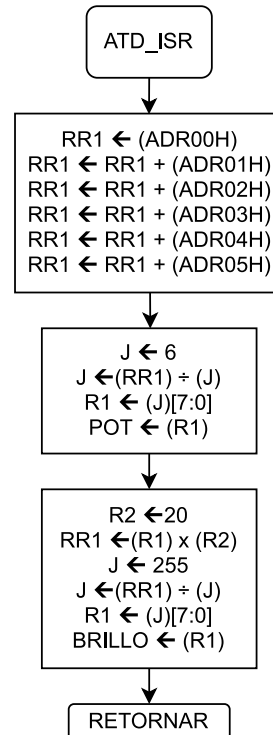 ATD_ISR
RR1 🡨 (ADR00H)
RR1 🡨 RR1 + (ADR01H)
RR1 🡨 RR1 + (ADR02H)
RR1 🡨 RR1 + (ADR03H)
RR1 🡨 RR1 + (ADR04H)
RR1 🡨 RR1 + (ADR05H)
J 🡨 6
J 🡨(RR1) ÷ (J)
R1 🡨 (J)[7:0]
POT 🡨 (R1)
R2 🡨20
RR1 🡨(R1) x (R2)
J 🡨 255
J 🡨(RR1) ÷ (J)
R1 🡨 (J)[7:0]
BRILLO 🡨 (R1)
RETORNAR